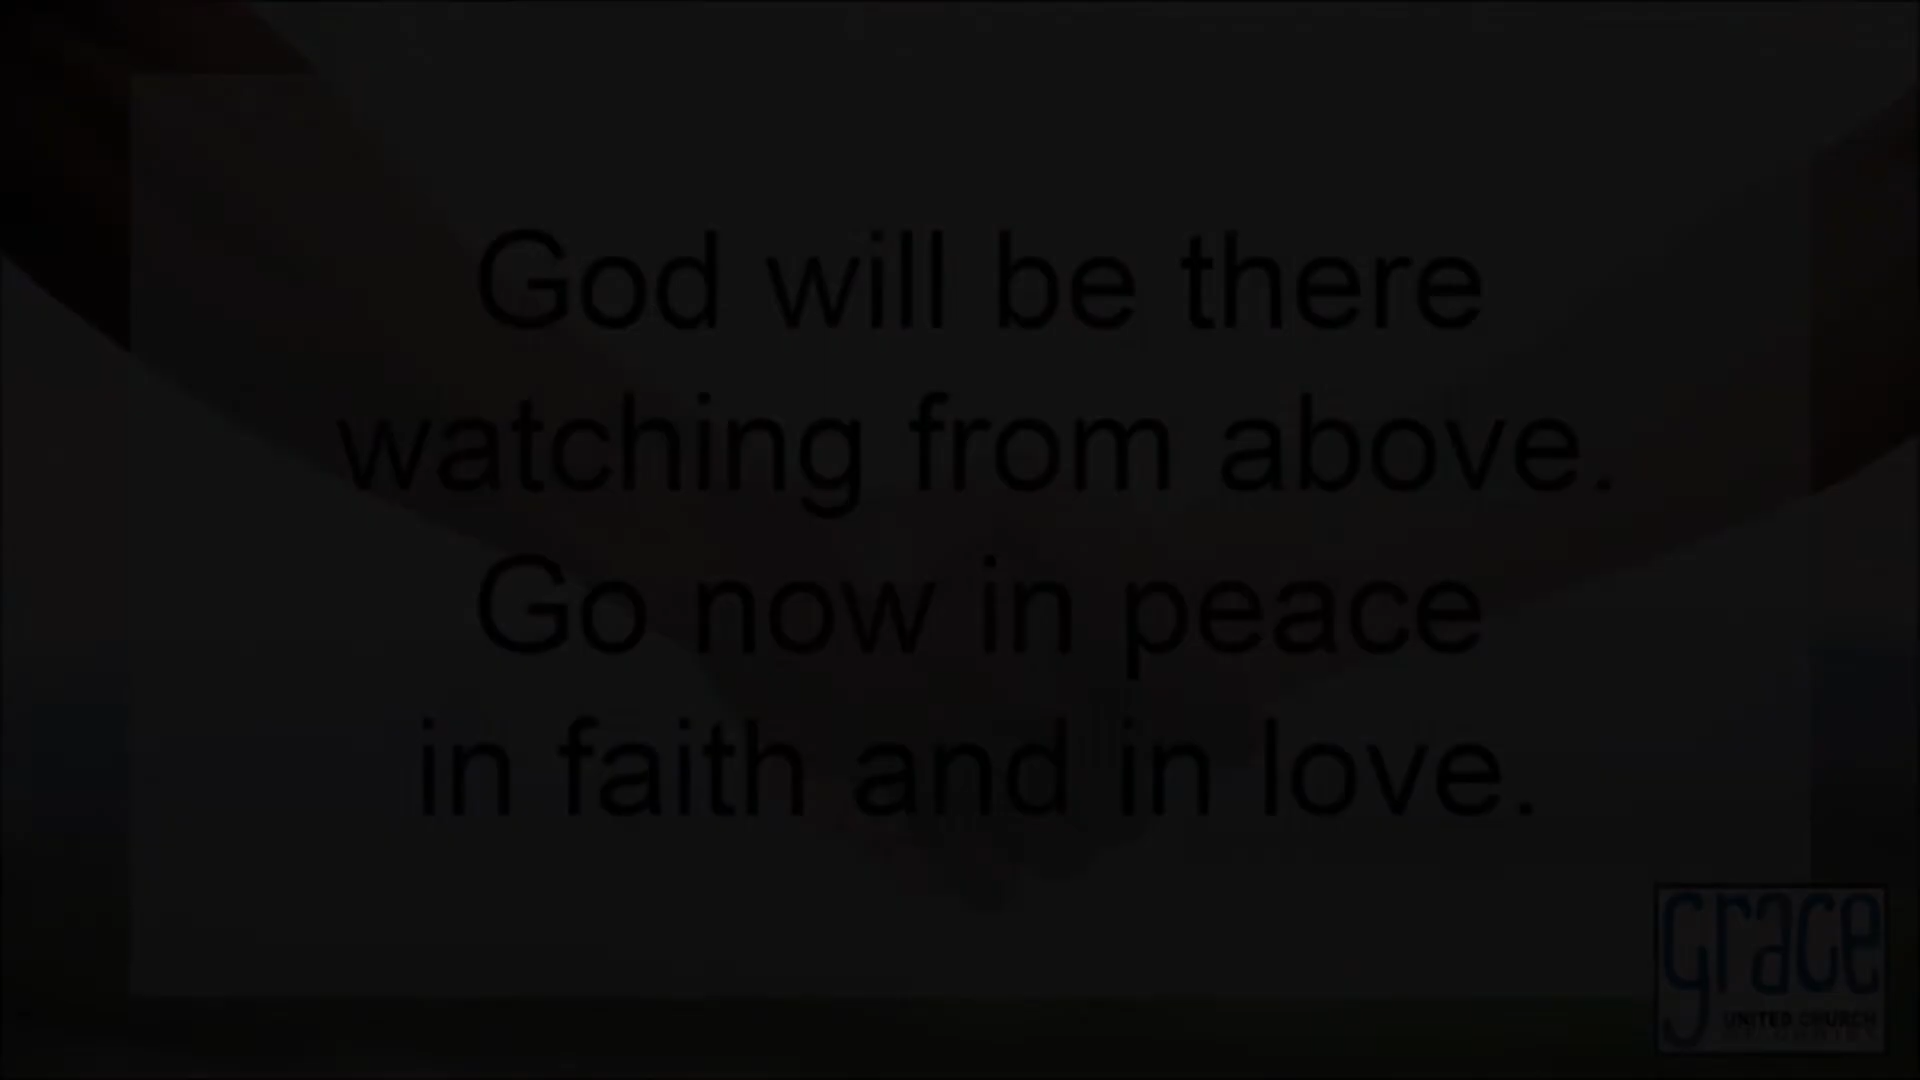 God will be there
watching from above.
Go now in peace
in faith and in love.
grace
UNITED CHURCH